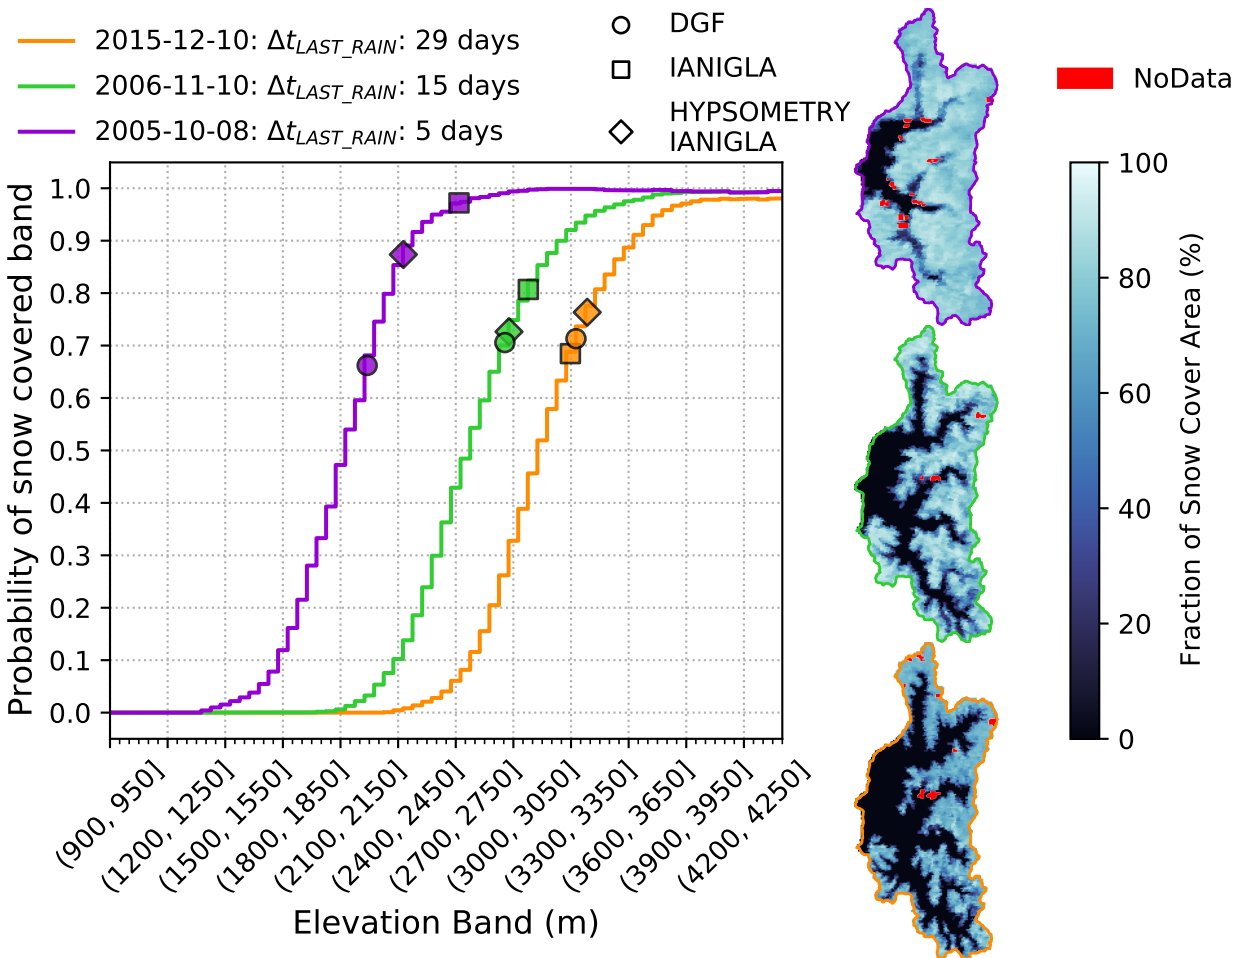 2015-12-10: Δt_LAST_RAIN: 29 days
2006-11-10: Δt_LAST_RAIN: 15 days
2005-10-08: Δt_LAST_RAIN: 5 days
DGF
IANIGLA
HYPSOMETRY
IANIGLA
NoData
Probability of snow covered band
1.0
0.9
0.8
0.7
0.6
0.5
0.4
0.3
0.2
0.1
0.0
(900, 950]
(1200, 1250]
(1500, 1550]
(1800, 1850]
(2100, 2150]
(2400, 2450]
(2700, 2750]
(3000, 3050]
(3300, 3350]
(3600, 3650]
(3900, 3950]
(4200, 4250]
Elevation Band (m)
100
80
60
40
20
0
Fraction of Snow Cover Area (%)